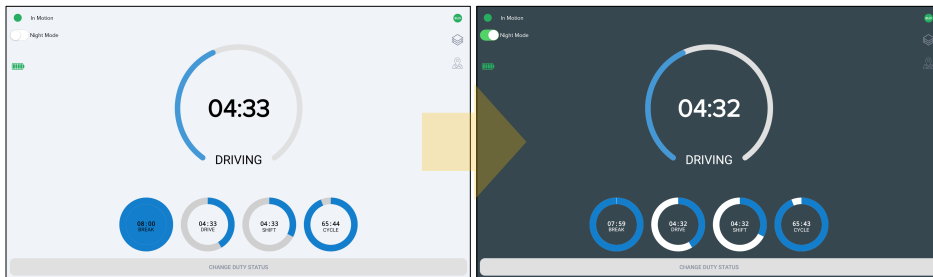 In Motion
Night Mode
04:33
DRIVING
08:00
BREAK
04:33
DRIVE
04:33
SHIFT
65:44
CYCLE
CHANGE DUTY STATUS
In Motion
Night Mode
04:32
DRIVING
07:59
BREAK
04:32
DRIVE
04:32
SHIFT
65:43
CYCLE
CHANGE DUTY STATUS